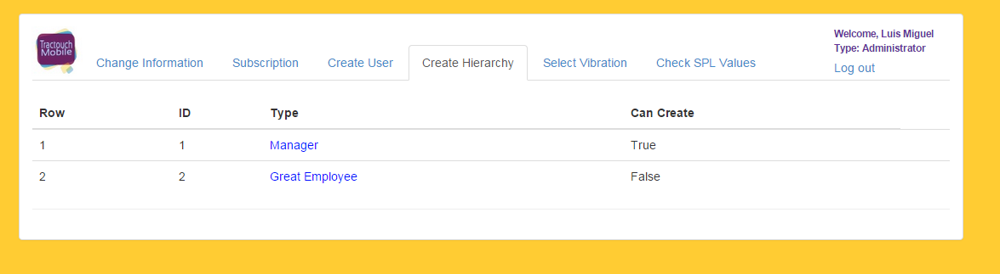 Tractouch
Mobile
Change Information Subscription Create User Create Hierarchy Select Vibration Check SPL Values
Welcome, Luis Miguel
Type: Administrator
Log out
Row ID Type Can Create
1 1 Manager True
2 2 Great Employee False